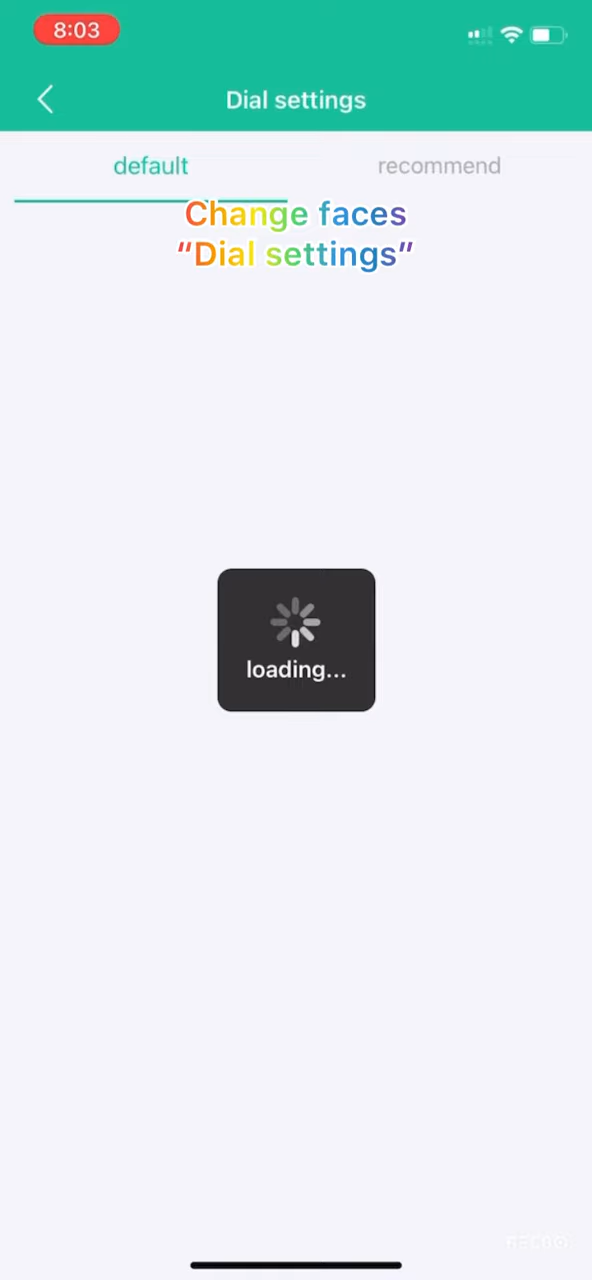 8:03
Dial settings
default
recommend
Change faces
“Dial settings”
loading...